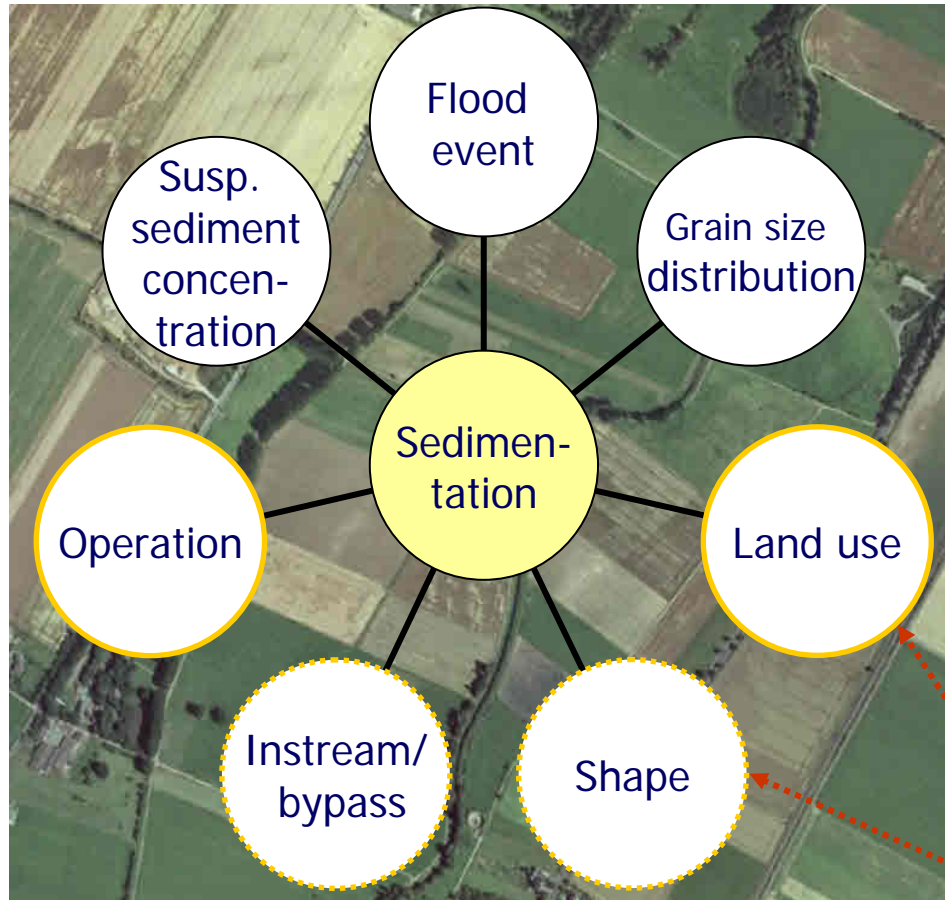 Flood
event
Susp.
sediment
concen-
tration
Grain size
distribution
Sedimen-
tation
Operation
Land use
Instream/
bypass
Shape